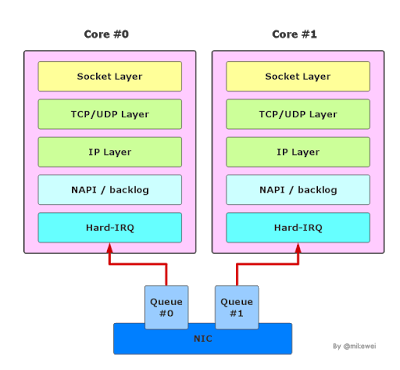 Core #0
Core #1
Socket Layer
TCP/UDP Layer
IP Layer
NAPI / backlog
Hard-IRQ
Socket Layer
TCP/UDP Layer
IP Layer
NAPI / backlog
Hard-IRQ
Queue
#0
Queue
#1
NIC
By @mikewei